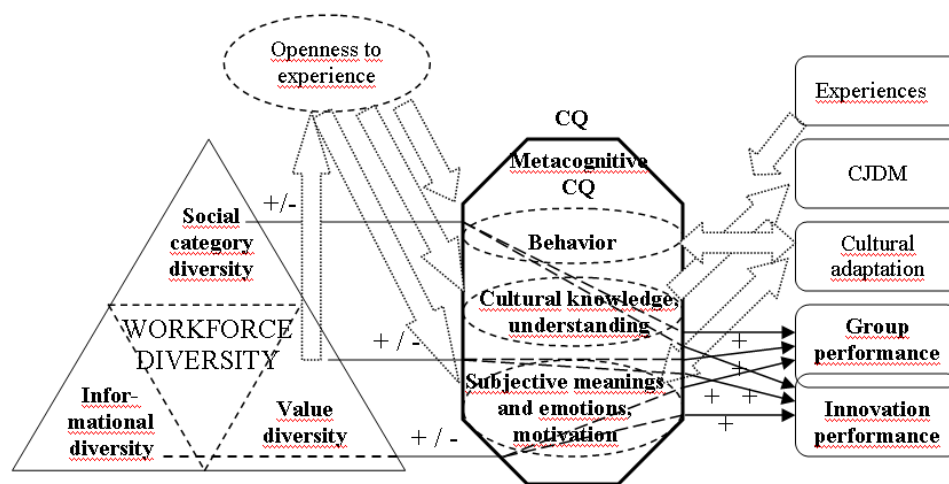 Openness to
experience
Experiences
CQ
Metacognitive
CQ
CJDM
+/-
Social
category
diversity
Behavior
Cultural
adaptation
Cultural knowledge,
understanding
WORKFORCE
DIVERSITY
+ / -
+
Group
performance
+
Subjective meanings
and emotions,
motivation
+ +
Infor-
mational
diversity
Value
diversity
+ / -
+
Innovation
performance